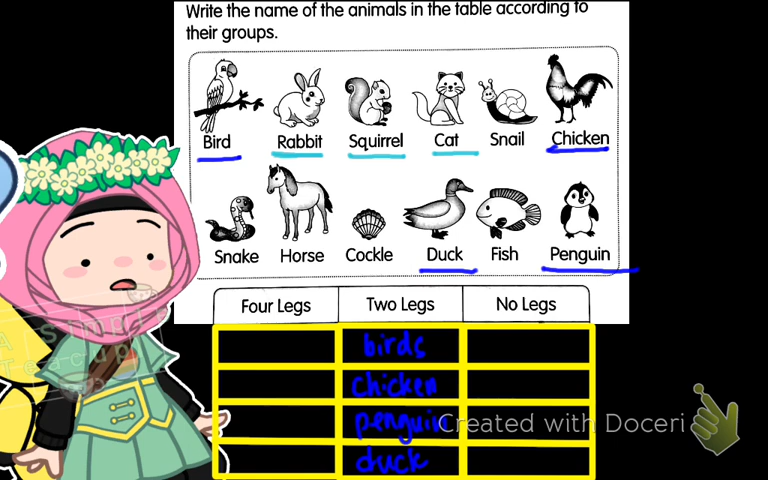 Write the name of the animals in the table according to
their groups.
Bird Rabbit Squirrel Cat Snail Chicken
Snake Horse Cockle Duck Fish Penguin
Four Legs Two Legs No Legs
birds
chicken
penguin
Created with Doceri
duck